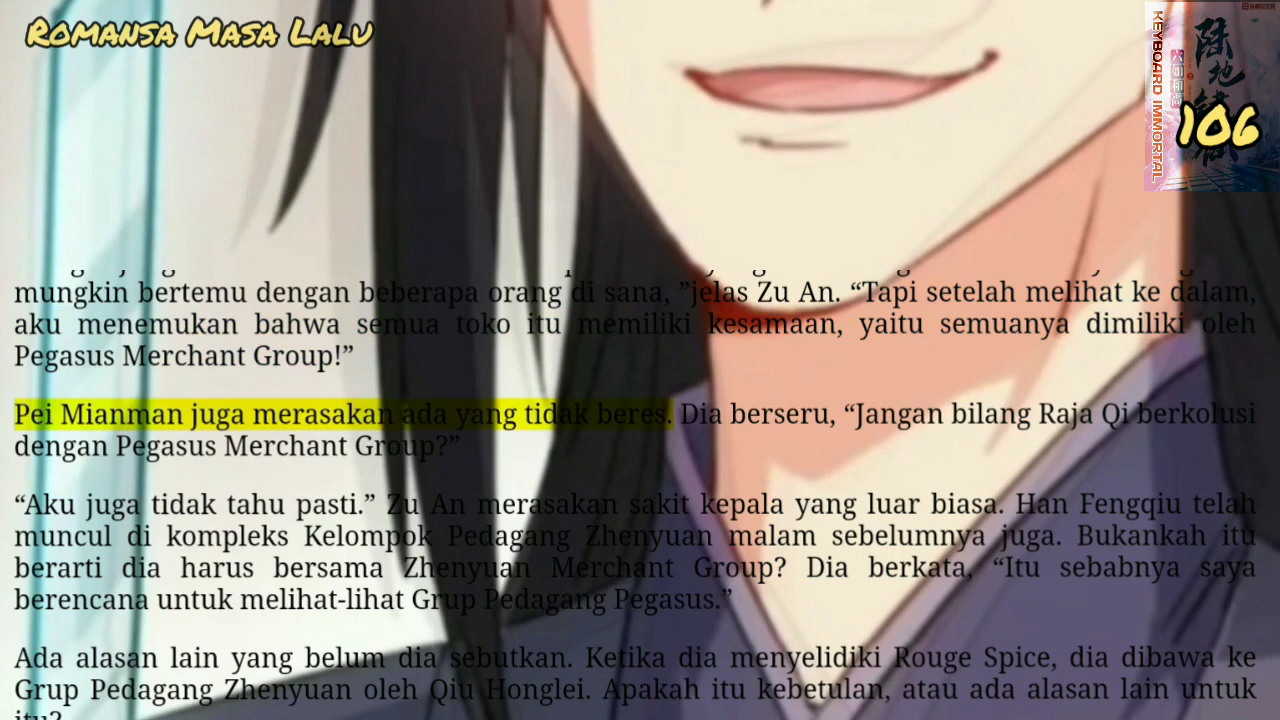 Romansa Masa Lalu
KEYBOARD IMMORTAL
陆地
106
mungkin bertemu dengan beberapa orang di sana, ”jelas Zu An. “Tapi setelah melihat ke dalam,
aku menemukan bahwa semua toko itu memiliki kesamaan, yaitu semuanya dimiliki oleh
Pegasus Merchant Group!”
Pei Mianman juga merasakan ada yang tidak beres. Dia berseru, “Jangan bilang Raja Qi berkolusi
dengan Pegasus Merchant Group?”
“Aku juga tidak tahu pasti.” Zu An merasakan sakit kepala yang luar biasa. Han Fengqiu telah
muncul di kompleks Kelompok Pedagang Zhenyuan malam sebelumnya juga. Bukankah itu
berarti dia harus bersama Zhenyuan Merchant Group? Dia berkata, “Itu sebabnya saya
berencana untuk melihat-lihat Grup Pedagang Pegasus.”
Ada alasan lain yang belum dia sebutkan. Ketika dia menyelidiki Rouge Spice, dia dibawa ke
Grup Pedagang Zhenyuan oleh Qiu Honglei. Apakah itu kebetulan, atau ada alasan lain untuk
itu?